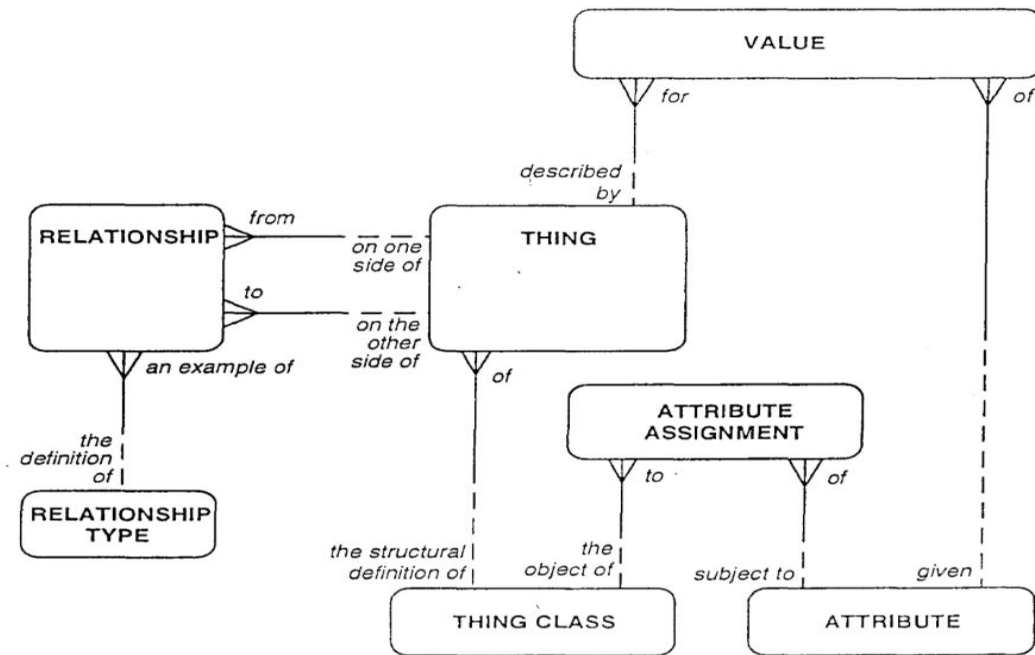 VALUE
for
of
described
by
RELATIONSHIP
from
on one
side of
THING
to
on the
other
side of
an example of
of
ATTRIBUTE
ASSIGNMENT
the
definition
of
to
of
RELATIONSHIP
TYPE
the structural
definition of
the
object of
subject to
given
THING CLASS
ATTRIBUTE